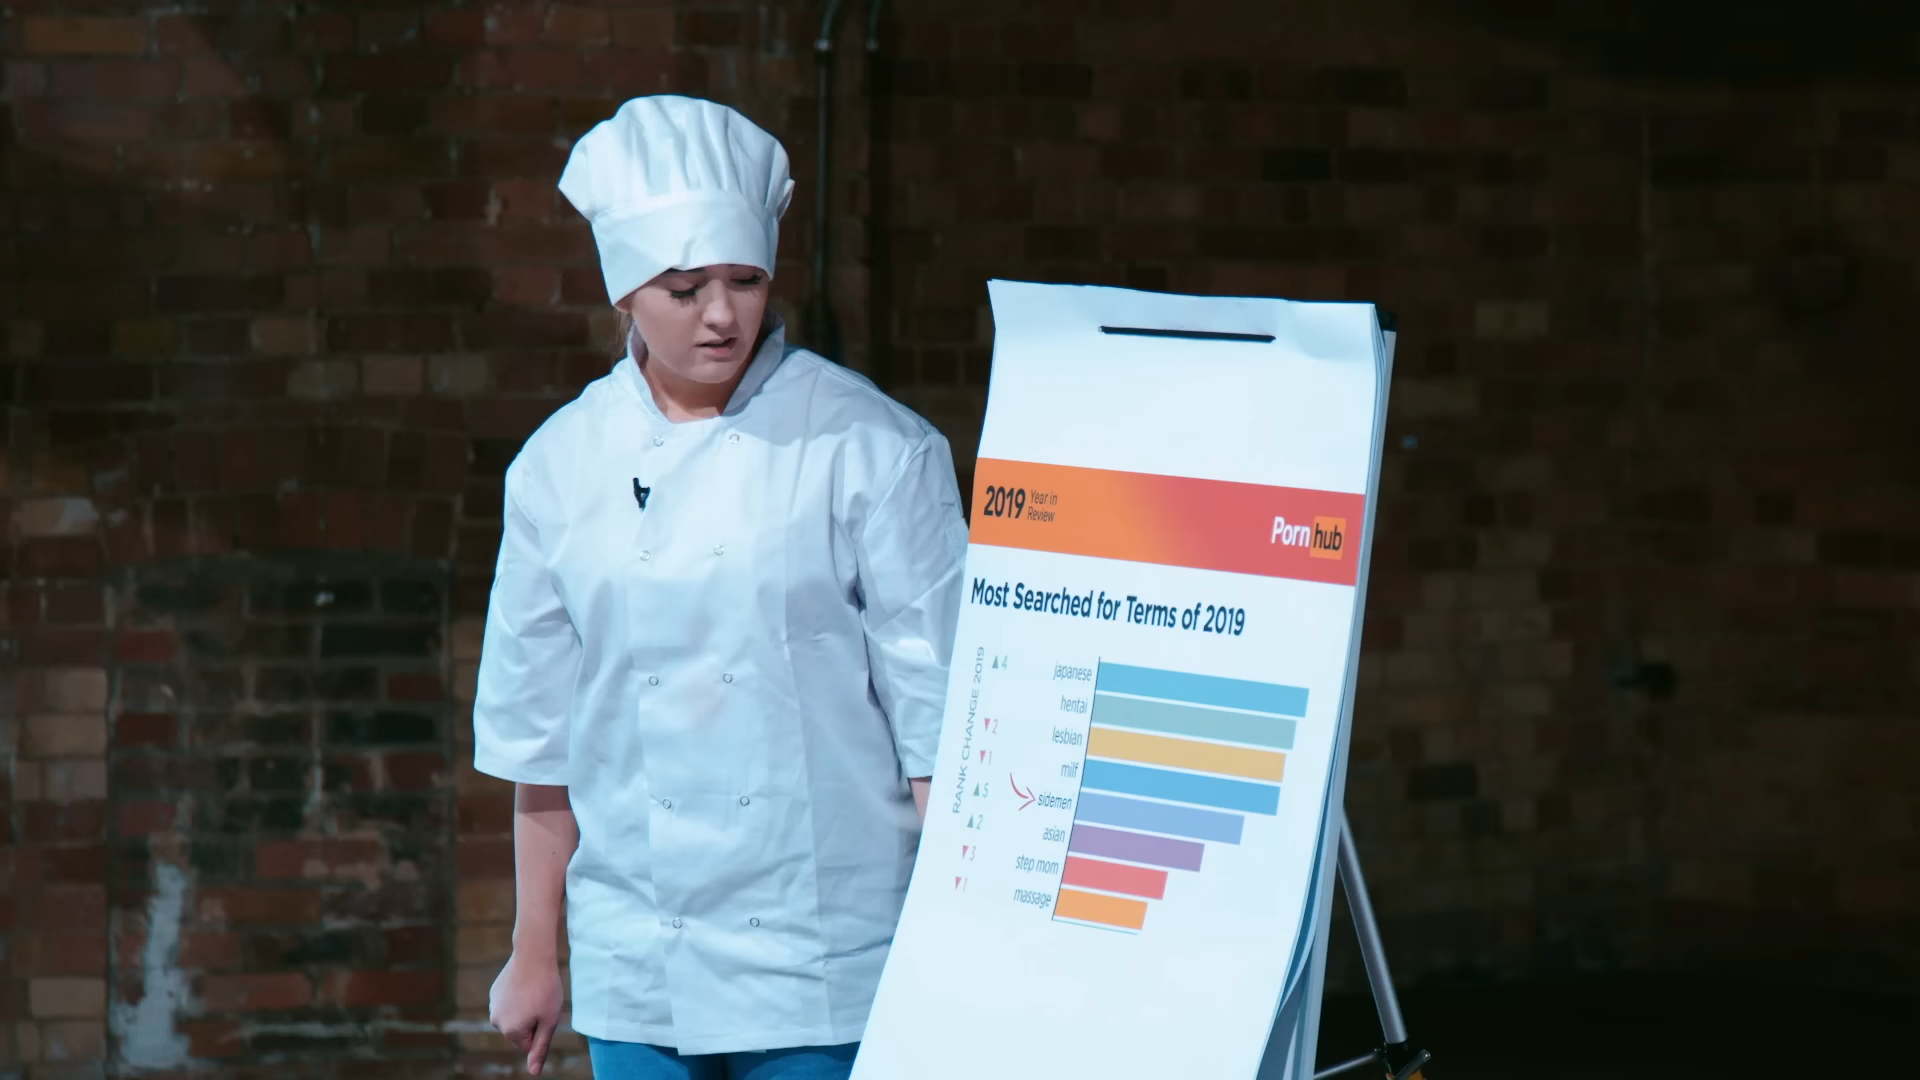 2019 Year in
Review
Pornhub
Most Searched for Terms of 2019
RANK CHANGE 2019
▲4 japanese
hentai
▼2 lesbian
▼1 milf
▲5 sidemen
▲2 asian
▼3 step mom
▼1 massage